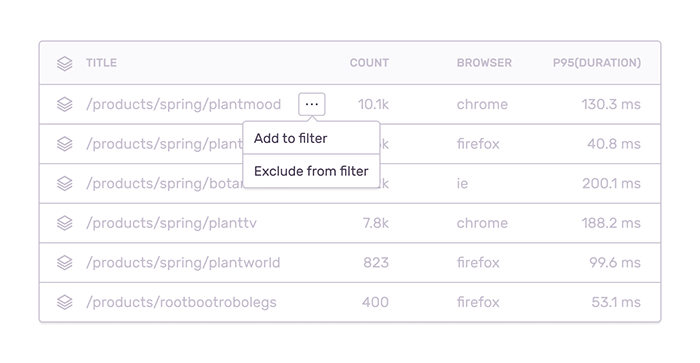 TITLE COUNT BROWSER P95(DURATION)
/products/spring/plantmood ... 10.1k chrome 130.3 ms
/products/spring/plant firefox 40.8 ms
Add to filter
/products/spring/bota ie 200.1 ms
Exclude from filter
/products/spring/planttv 7.8k chrome 188.2 ms
/products/spring/plantworld 823 firefox 99.6 ms
/products/rootbootrobolegs 400 firefox 53.1 ms